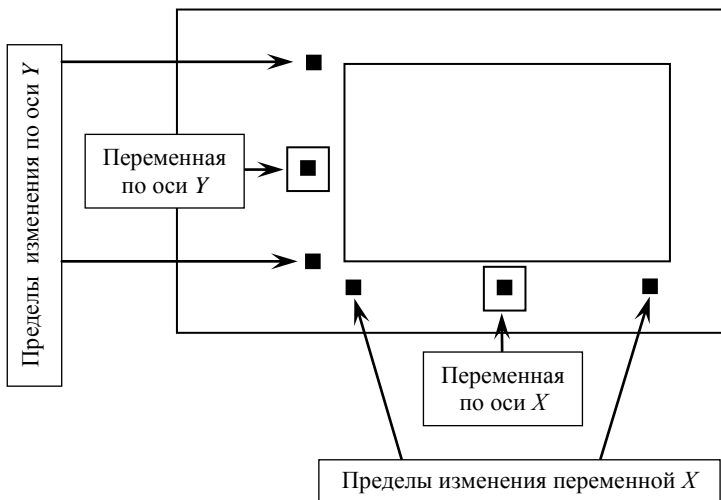 Пределы изменения по оси Y
Переменная
по оси Y
Переменная
по оси X
Пределы изменения переменной X